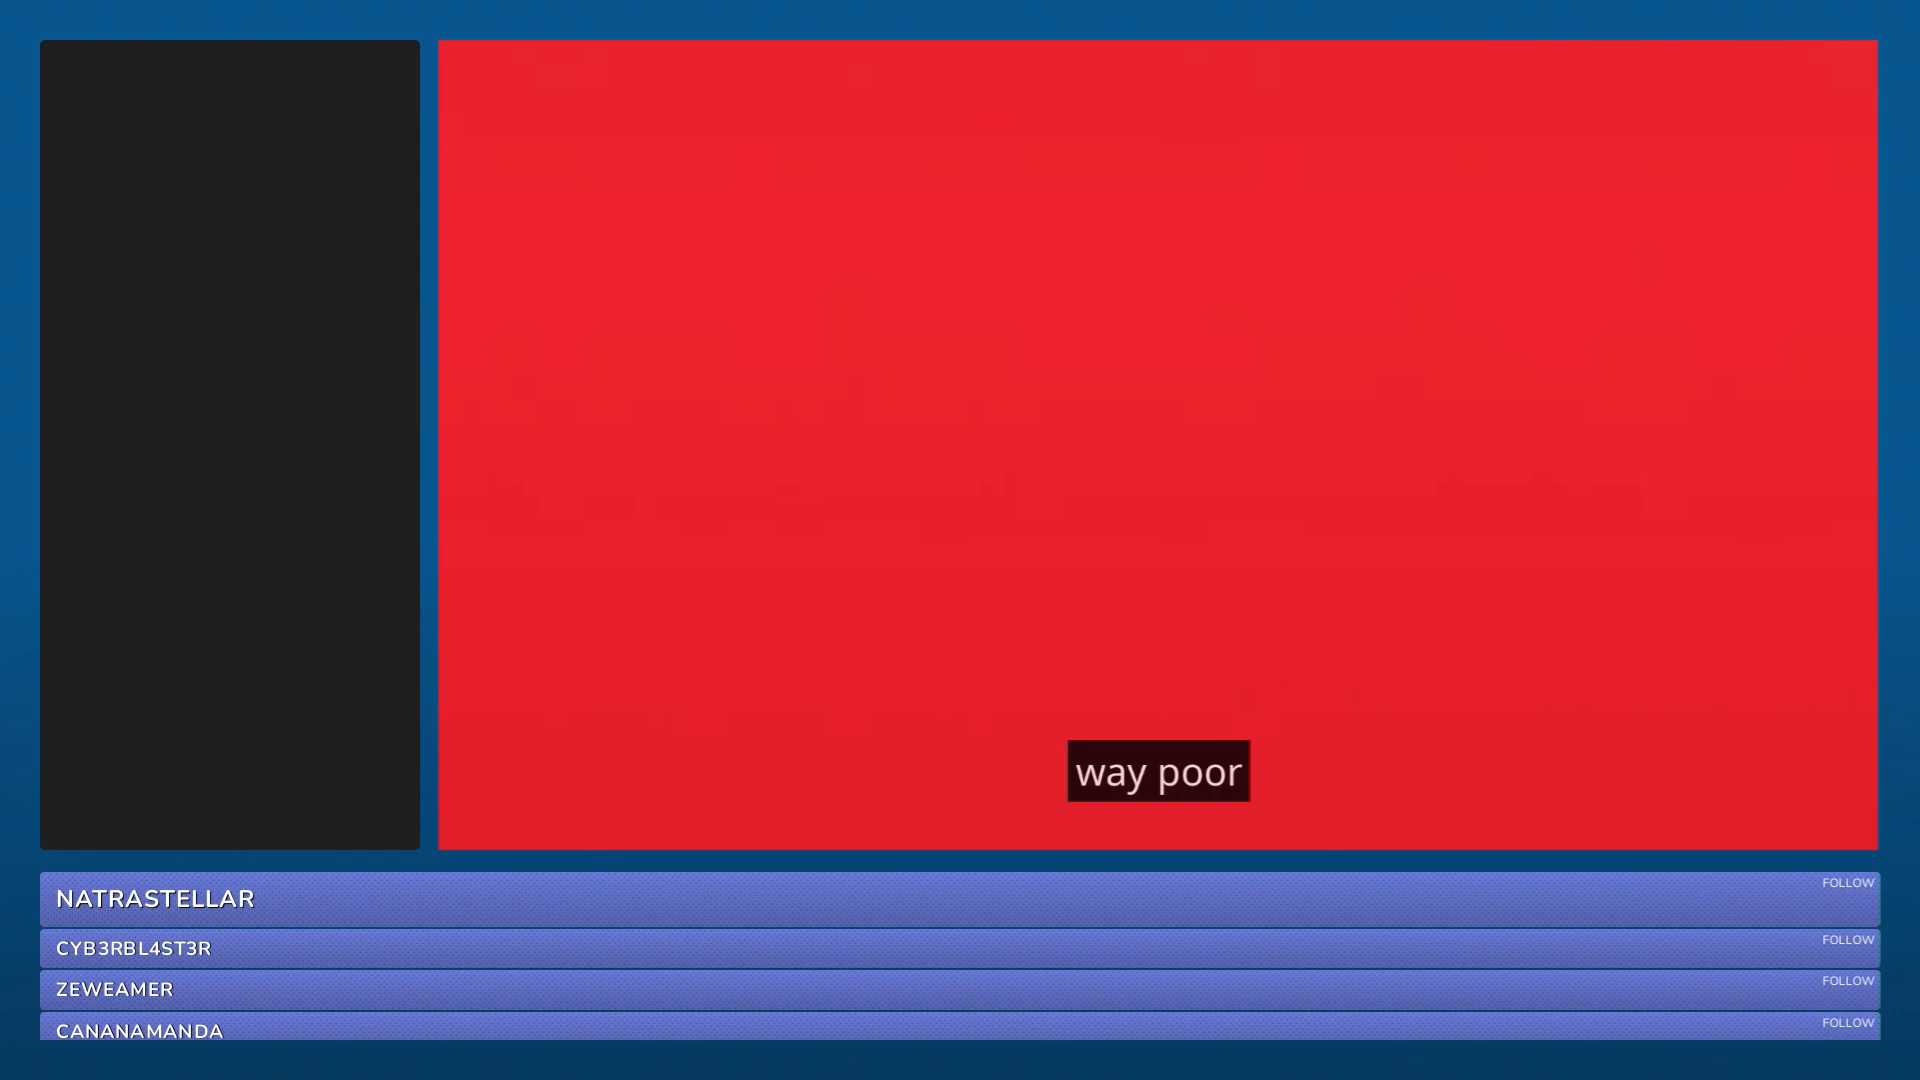 way poor
NATRASTELLAR
FOLLOW
CYB3RBL4ST3R
FOLLOW
ZEWEAMER
FOLLOW
CANANAMANDA
FOLLOW